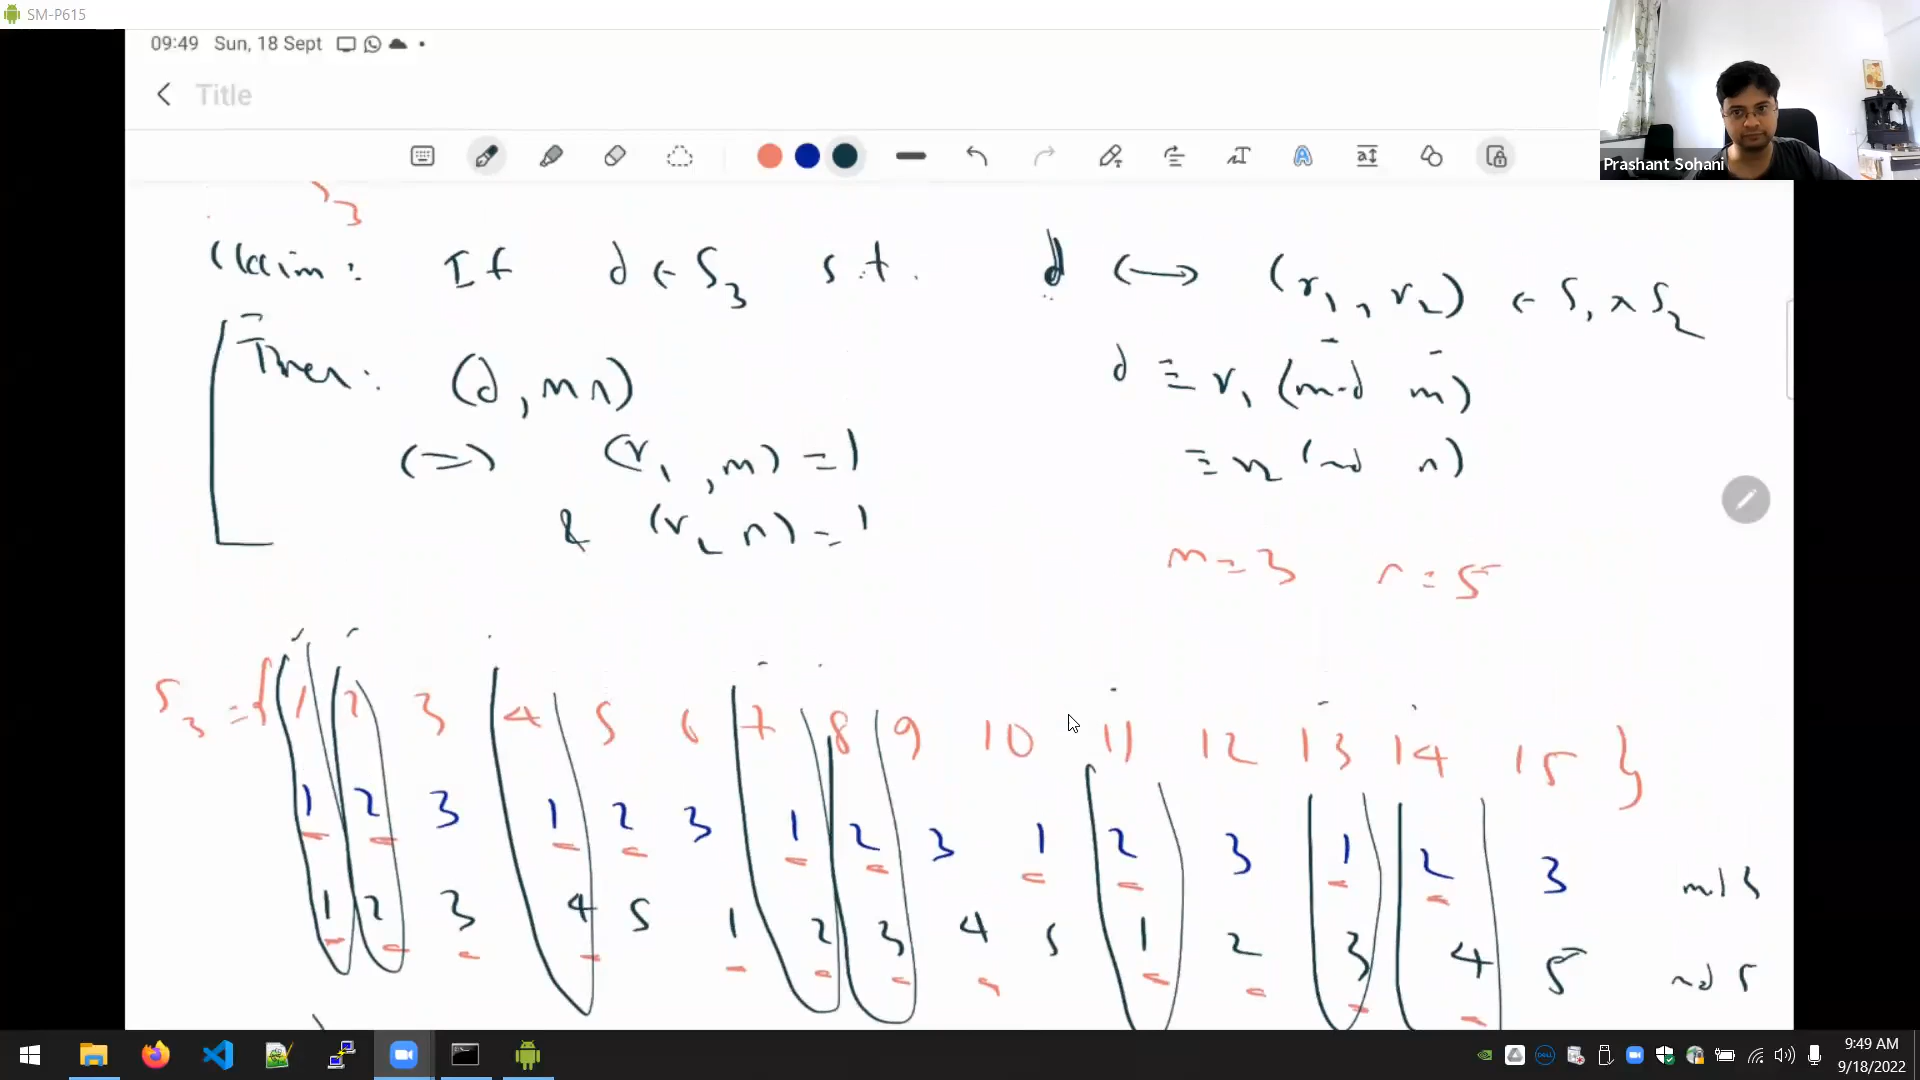 SM-P615
09:49 Sun, 18 Sept
Title
Prashant Sohani
3
Claim: If d ∈ S3 s.t. d ⟷ (r1, r2) ∈ S1 × S2
Then: (d, mn)
d ≡ r1 (mod m)
⟺ (r1, m) = 1
≡ r2 (mod n)
& (r2 n) = 1
m = 3 n = 5
S3 = { 1 2 3 4 5 6 7 8 9 10 11 12 13 14 15 }
1 2 3 1 2 3 1 2 3 1 2 3 1 2 3 md 3
1 2 3 4 5 1 2 3 4 5 1 2 3 4 5 md 5
9:49 AM
9/18/2022